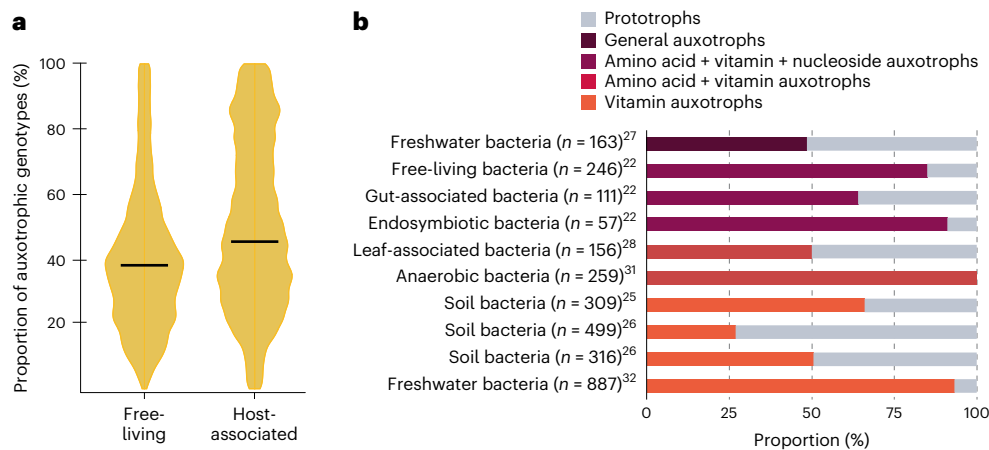 a
Proportion of auxotrophic genotypes (%)
100
80
60
40
20
Free-
living
Host-
associated
b
Prototrophs
General auxotrophs
Amino acid + vitamin + nucleoside auxotrophs
Amino acid + vitamin auxotrophs
Vitamin auxotrophs
Freshwater bacteria (n = 163)27
Free-living bacteria (n = 246)22
Gut-associated bacteria (n = 111)22
Endosymbiotic bacteria (n = 57)22
Leaf-associated bacteria (n = 156)28
Anaerobic bacteria (n = 259)31
Soil bacteria (n = 309)25
Soil bacteria (n = 499)26
Soil bacteria (n = 316)26
Freshwater bacteria (n = 887)32
0 25 50 75 100
Proportion (%)